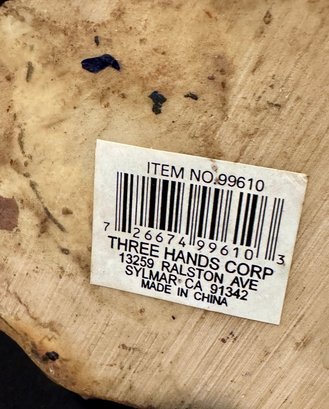 ITEM NO.99610
7 26674 99610 3
THREE HANDS CORP
13259 RALSTON AVE
SYLMAR CA 91342
MADE IN CHINA